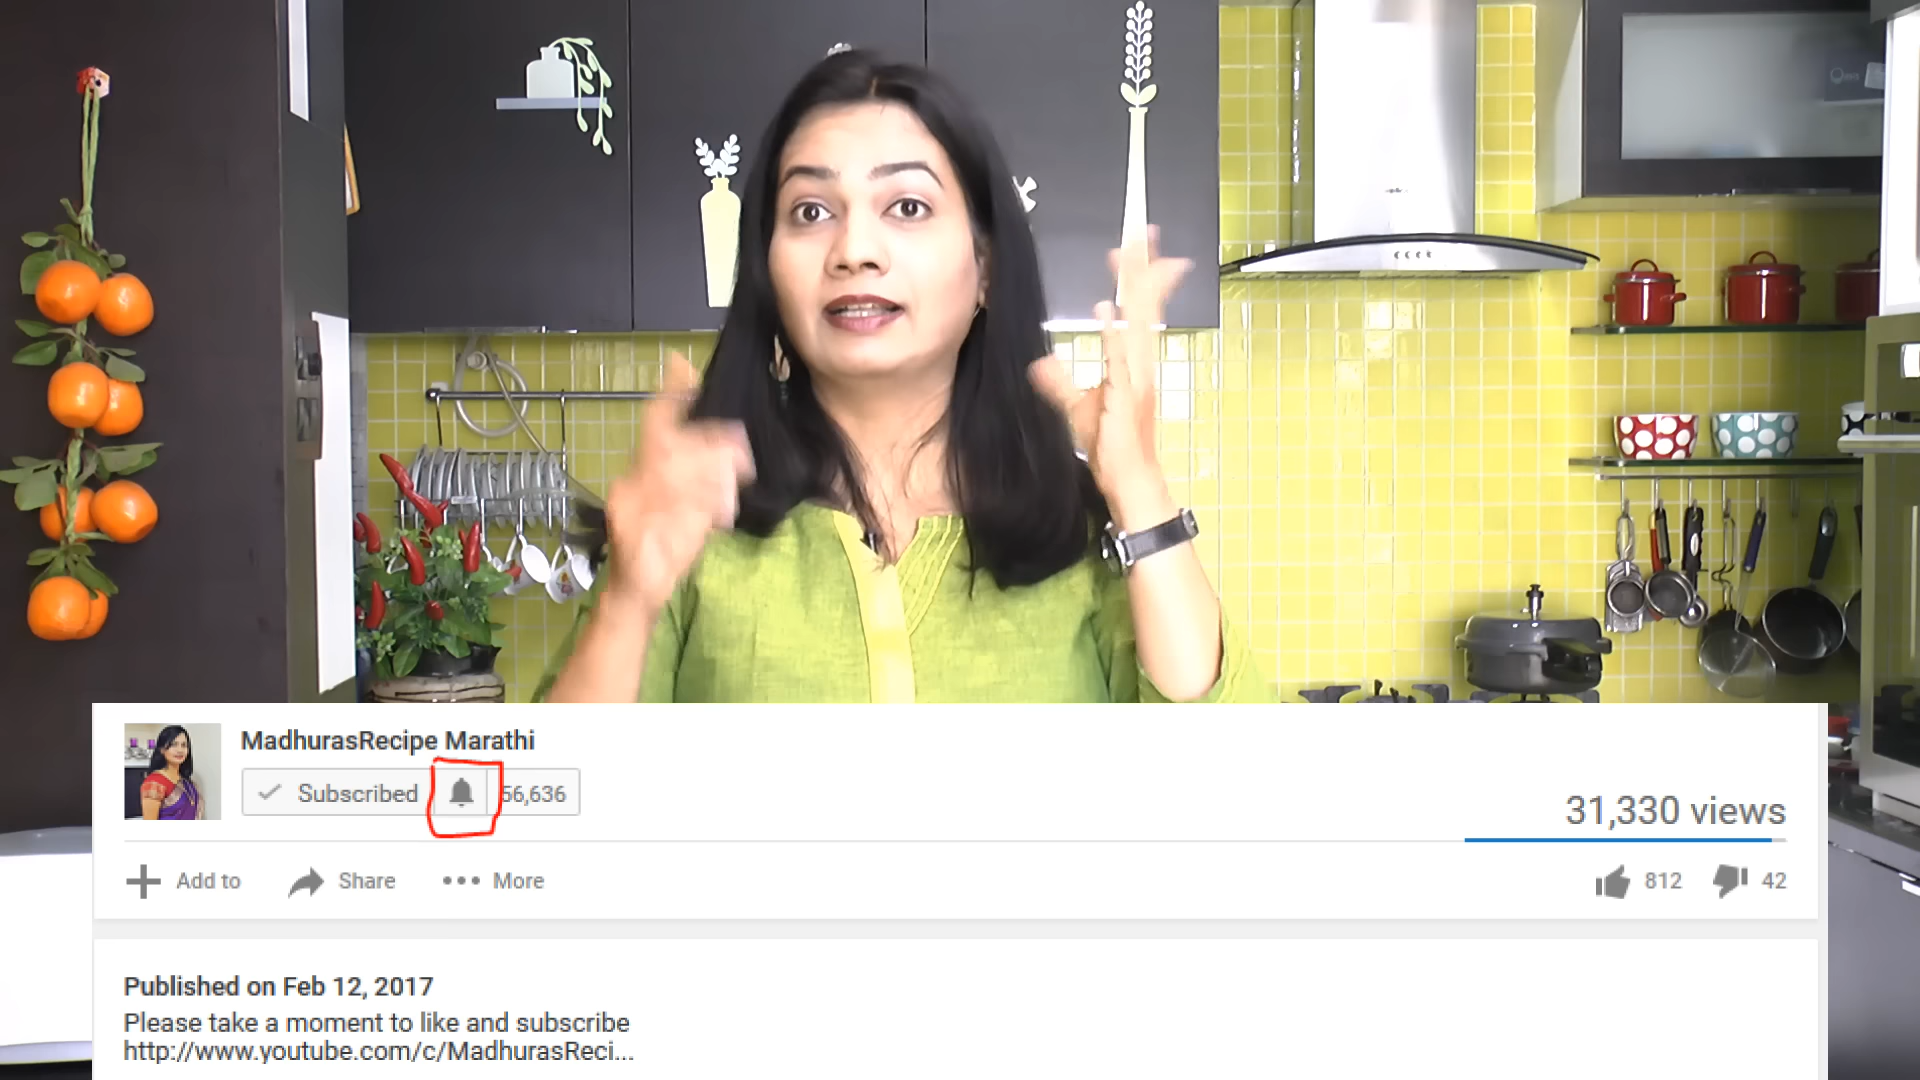 MadhurasRecipe Marathi
Subscribed 56,636
31,330 views
Add to Share More 812 42
Published on Feb 12, 2017
Please take a moment to like and subscribe
http://www.youtube.com/c/MadhurasReci...